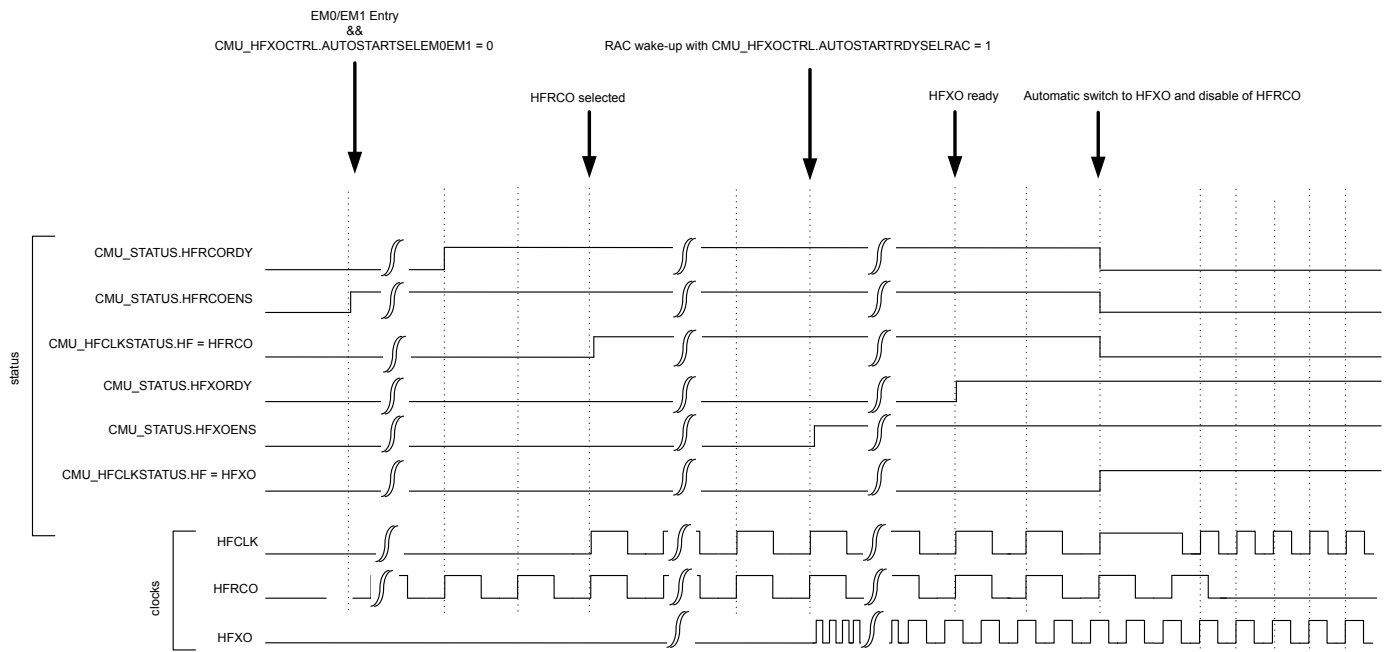 EM0/EM1 Entry
&&
CMU_HFXOCTRL.AUTOSTARTSELEM0EM1 = 0
RAC wake-up with CMU_HFXOCTRL.AUTOSTARTRDYSELRAC = 1
HFRCO selected
HFXO ready
Automatic switch to HFXO and disable of HFRCO
status
CMU_STATUS.HFRCORDY
CMU_STATUS.HFRCOENS
CMU_HFCLKSTATUS.HF = HFRCO
CMU_STATUS.HFXORDY
CMU_STATUS.HFXOENS
CMU_HFCLKSTATUS.HF = HFXO
clocks
HFCLK
HFRCO
HFXO